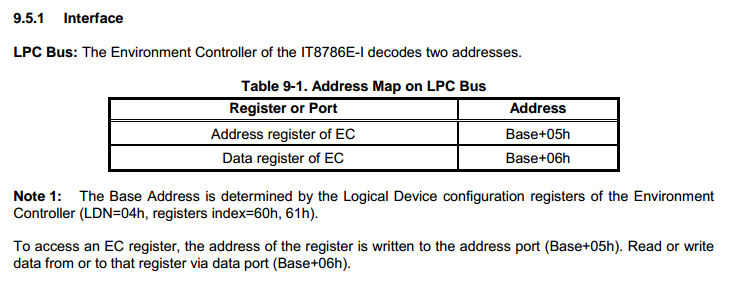 9.5.1 Interface
LPC Bus: The Environment Controller of the IT8786E-I decodes two addresses.
Table 9-1. Address Map on LPC Bus
Register or Port Address
Address register of EC Base+05h
Data register of EC Base+06h
Note 1: The Base Address is determined by the Logical Device configuration registers of the Environment
Controller (LDN=04h, registers index=60h, 61h).
To access an EC register, the address of the register is written to the address port (Base+05h). Read or write
data from or to that register via data port (Base+06h).